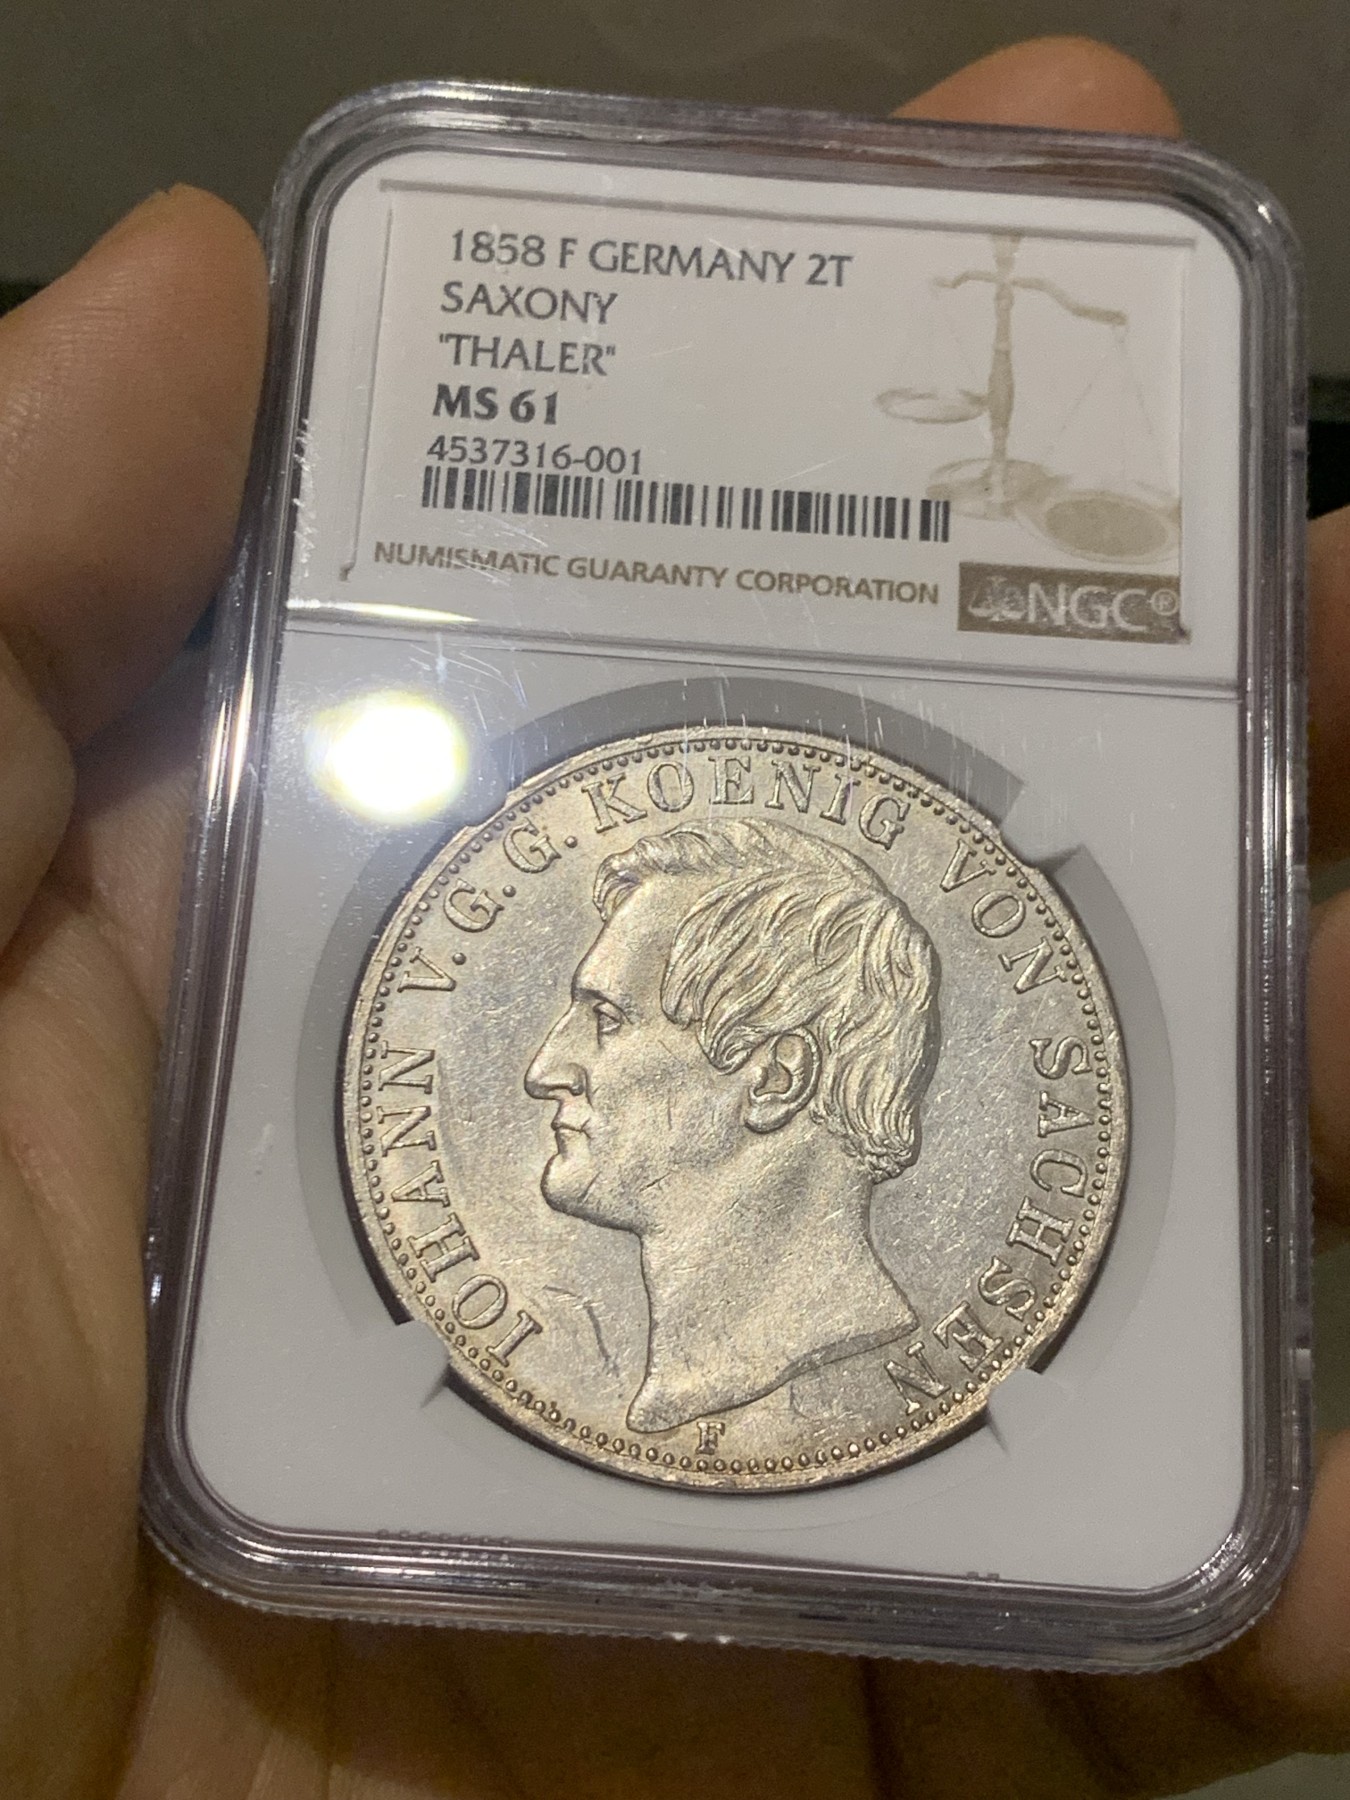 1858 F GERMANY 2T
SAXONY
"THALER"
MS 61
4537316-001
NUMISMATIC GUARANTY CORPORATION
NGC®
IOHANN V.G.G. KOENIG VON SACHSEN
F